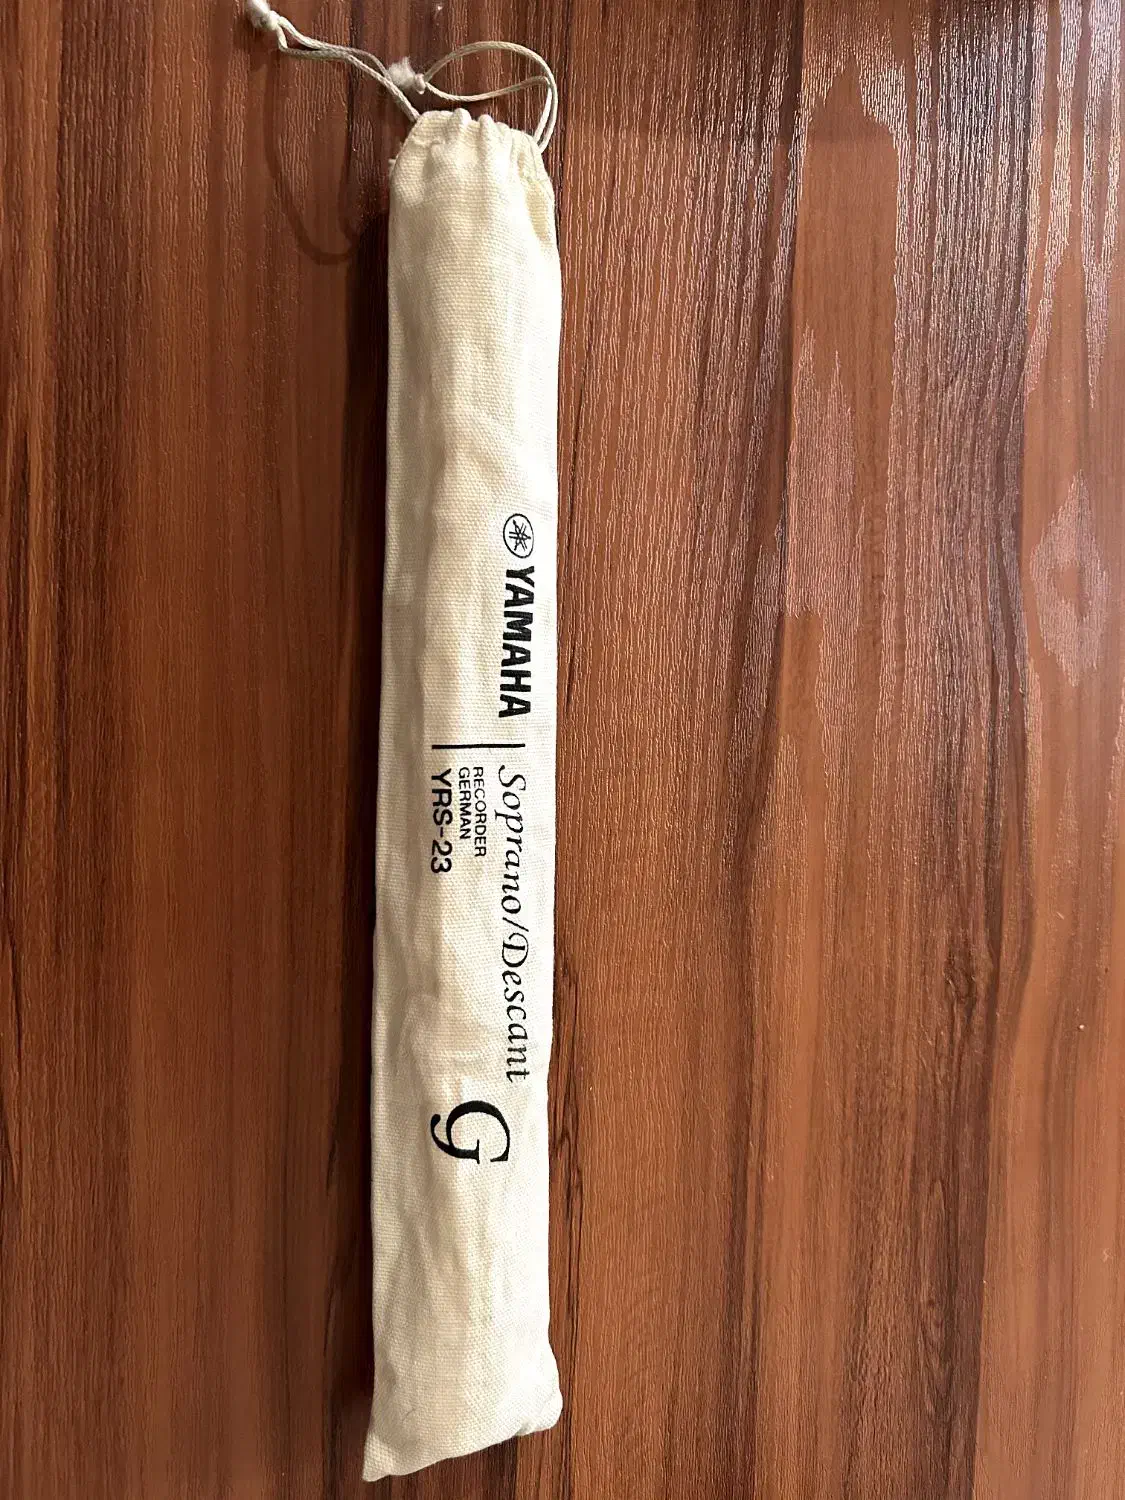 YAMAHA
Soprano/Descant
RECORDER
GERMAN
YRS-23
G